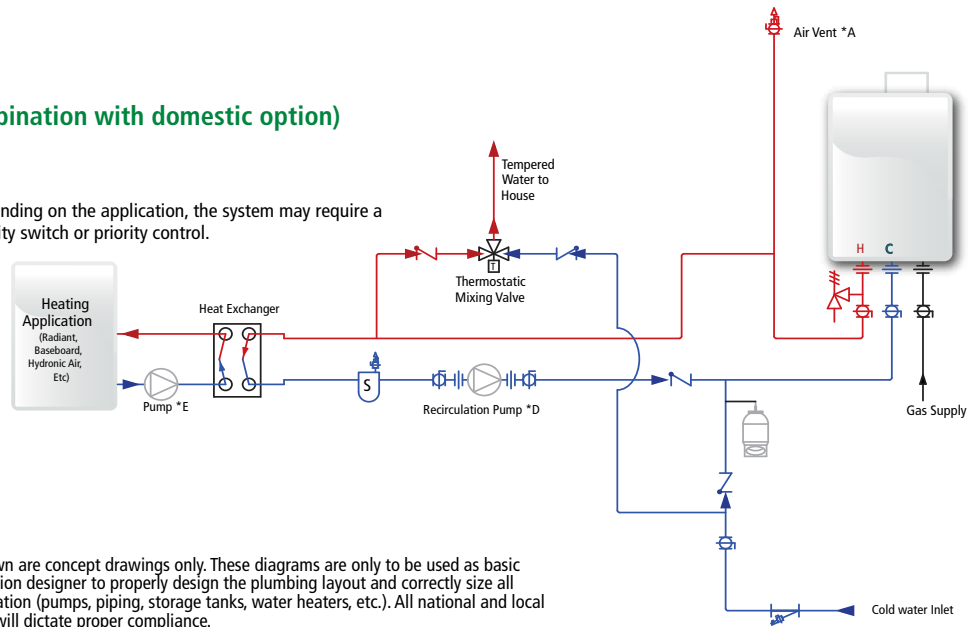 Air Vent *A
bination with domestic option)
Tempered
Water to
House
nding on the application, the system may require a
ity switch or priority control.
H C
T
Thermostatic
Mixing Valve
Heating
Application
(Radiant,
Baseboard,
Hydronic Air,
Etc)
Heat Exchanger
S
Pump *E
Recirculation Pump *D
Gas Supply
wn are concept drawings only. These diagrams are only to be used as basic
ion designer to properly design the plumbing layout and correctly size all
ation (pumps, piping, storage tanks, water heaters, etc.). All national and local
will dictate proper compliance.
Cold water Inlet